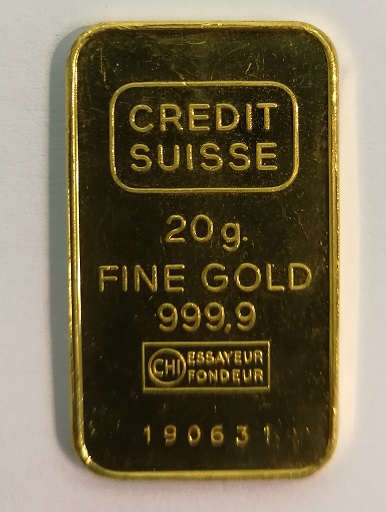 CREDIT
SUISSE
20g.
FINE GOLD
999,9
CHI ESSAYEUR
FONDEUR
190631